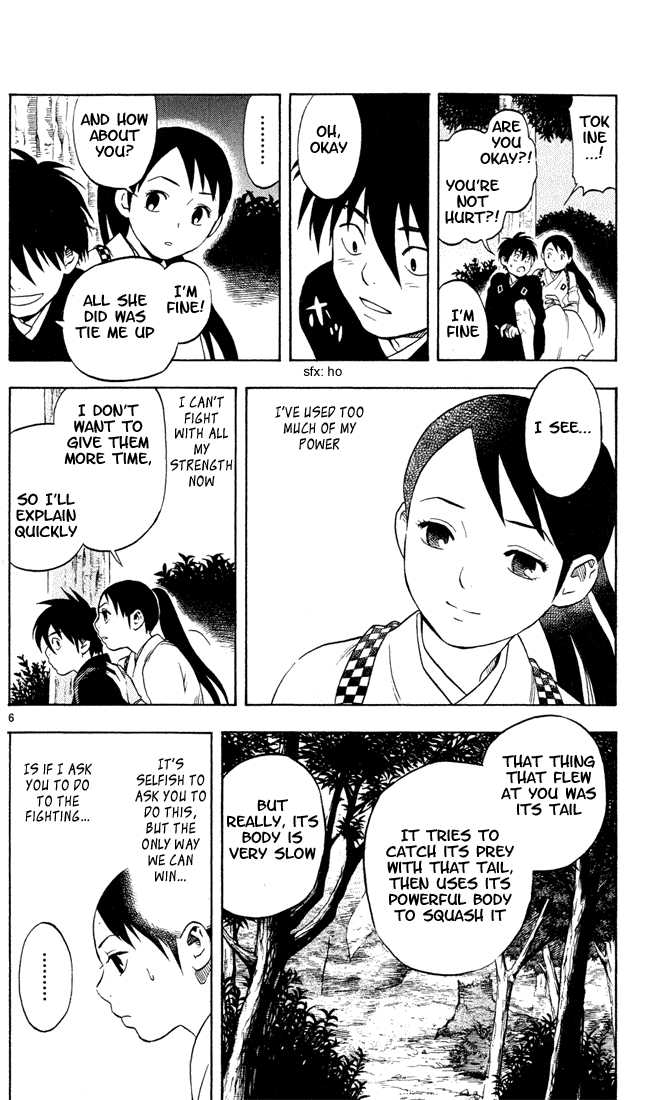 TOK
INE
...!
ARE
YOU
OKAY?!
YOU'RE
NOT
HURT?!
I'M
FINE
OH,
OKAY
ホ
sfx: ho
........
AND HOW
ABOUT
YOU?
I'M
FINE!
ALL SHE
DID WAS
TIE ME UP
I SEE...
I'VE USED TOO
MUCH OF MY
POWER
I CAN'T
FIGHT
WITH ALL
MY
STRENGTH
NOW
I DON'T
WANT TO
GIVE THEM
MORE TIME,
SO I'LL
EXPLAIN
QUICKLY
6
THAT THING
THAT FLEW
AT YOU WAS
ITS TAIL
IT TRIES TO
CATCH ITS PREY
WITH THAT TAIL,
THEN USES ITS
POWERFUL BODY
TO SQUASH IT
BUT
REALLY, ITS
BODY IS
VERY SLOW
IT'S
SELFISH TO
ASK YOU TO
DO THIS,
BUT THE
ONLY WAY
WE CAN
WIN...
IS IF I ASK
YOU TO DO
TO THE
FIGHTING...
........